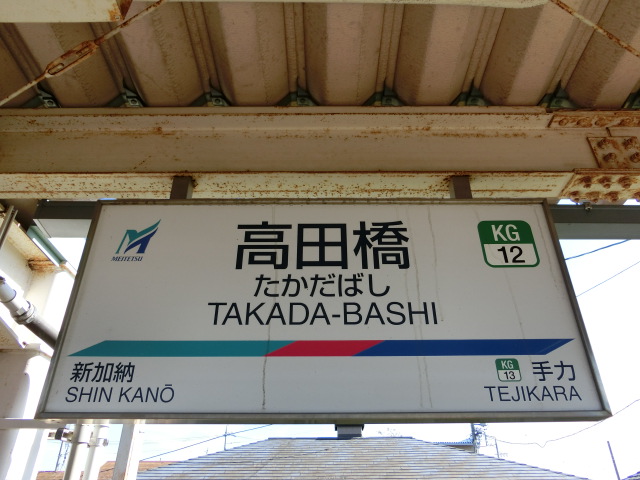 MEITETSU
高田橋
たかだばし
TAKADA-BASHI
KG
12
新加納
SHIN KANŌ
KG
13
手力
TEJIKARA